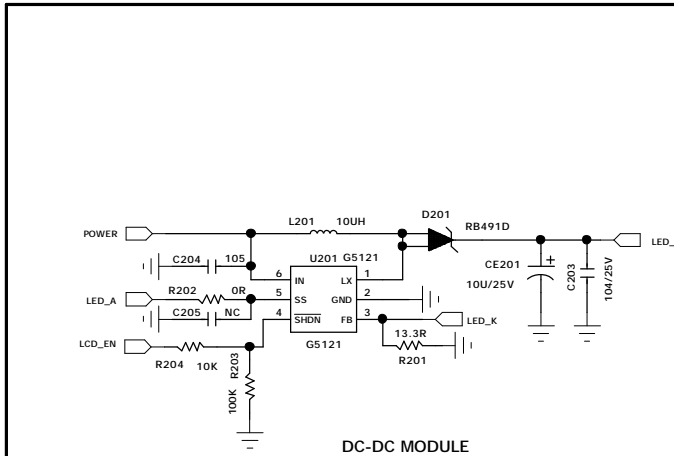 D201
RB491D
L201 10UH
POWER
LED_
C204 105
U201 G5121
CE201
10U/25V
C203
104/25V
6 IN LX 1
LED_A
R202 0R
5 SS GND 2
C205 NC
4 SHDN FB 3
LED_K
LCD_EN
G5121
13.3R
R201
R204 10K
R203
100K
DC-DC MODULE